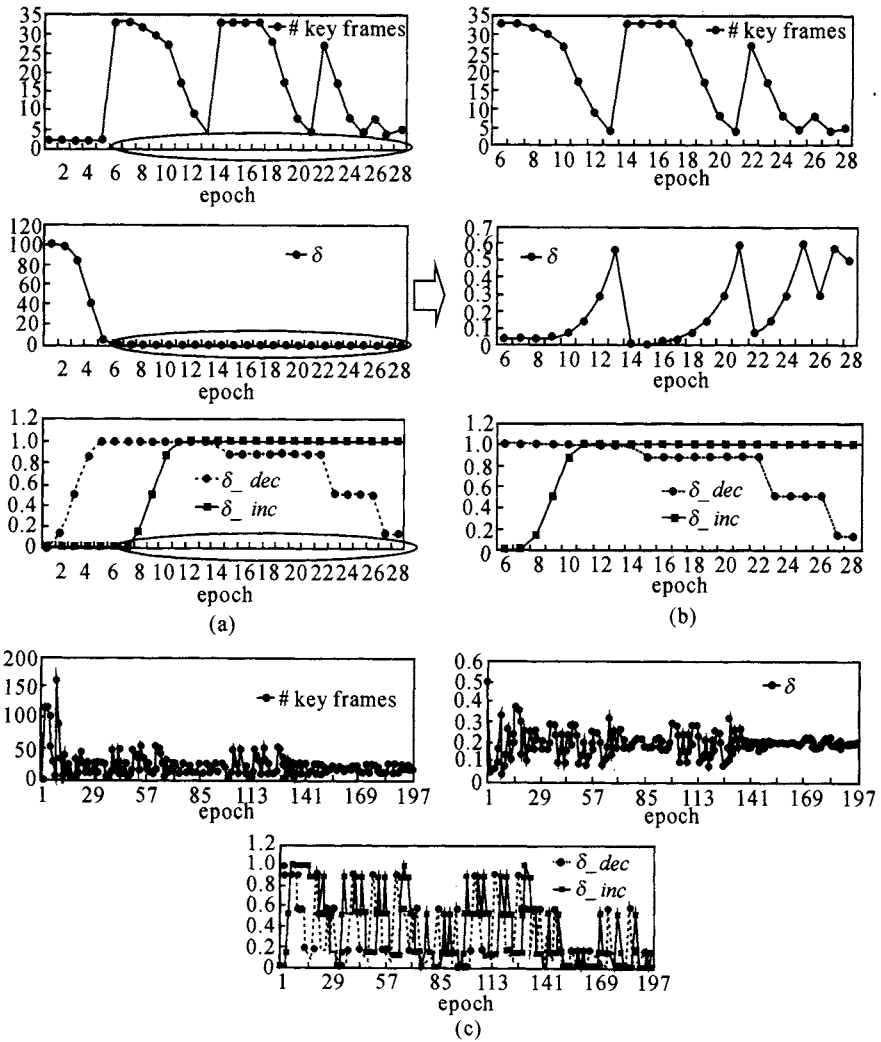 35
30
25
20
15
10
5
0
# key frames
2 4 6 8 10 12 14 16 18 20 22 24 26 28
epoch
35
30
25
20
15
10
5
0
# key frames
6 8 10 12 14 16 18 20 22 24 26 28
epoch
120
100
80
60
40
20
0
δ
2 4 6 8 10 12 14 16 18 20 22 24 26 28
epoch
0.7
0.6
0.5
0.4
0.3
0.2
0.1
0
δ
6 8 10 12 14 16 18 20 22 24 26 28
epoch
1.2
1.0
0.8
0.6
0.4
0.2
0
δ_ dec
δ_ inc
2 4 6 8 10 12 14 16 18 20 22 24 26 28
epoch
(a)
1.2
1.0
0.8
0.6
0.4
0.2
0
δ_ dec
δ_ inc
6 8 10 12 14 16 18 20 22 24 26 28
epoch
(b)
200
150
100
50
0
# key frames
1 29 57 85 113 141 169 197
epoch
0.6
0.5
0.4
0.3
0.2
0.1
0
δ
1 29 57 85 113 141 169 197
epoch
1.2
1.0
0.8
0.6
0.4
0.2
0
δ_ dec
δ_ inc
1 29 57 85 113 141 169 197
epoch
(c)